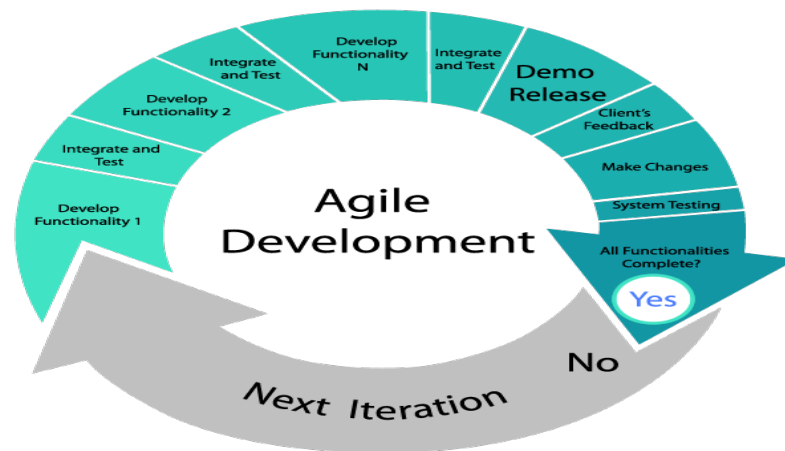 Develop
Functionality 1
Integrate and
Test
Develop
Functionality 2
Integrate
and Test
Develop
Functionality
N
Integrate
and Test
Demo
Release
Client's
Feedback
Make Changes
System Testing
All Functionalities
Complete?
Yes
No
Next Iteration
Agile
Development